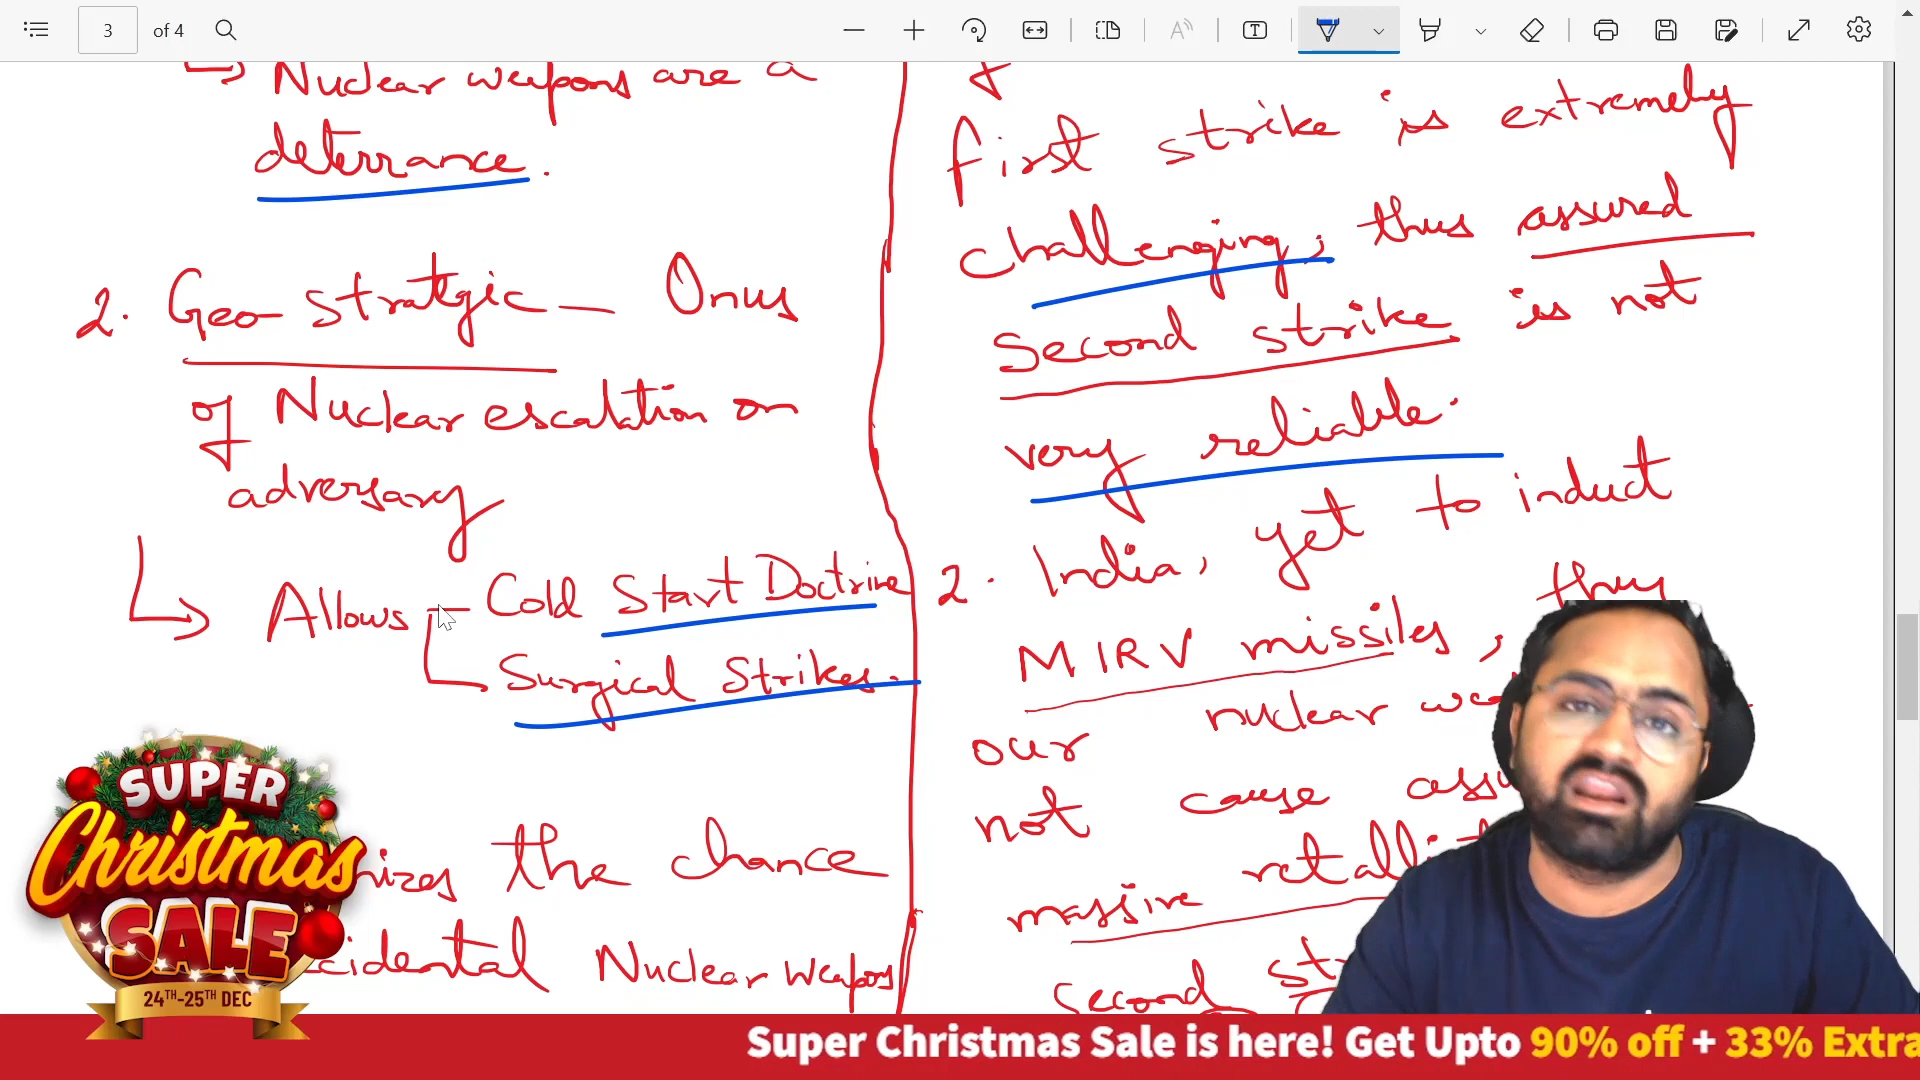 3 of 4
Nuclear weapons are a
deterrance.
2. Geo-strategic — Onus
of Nuclear escalation on
adversary
Allows — Cold Start Doctrine
Surgical Strikes.
the chance
cidental Nuclear weapons
first strike is extremely
challenging, thus assured
second strike is not
very reliable.
2. India, yet to induct
MIRV missiles, thus
our nuclear
not cause
massive
second
SUPER
Christmas
SALE
24TH-25TH DEC
Super Christmas Sale is here! Get Upto 90% off + 33% Extra